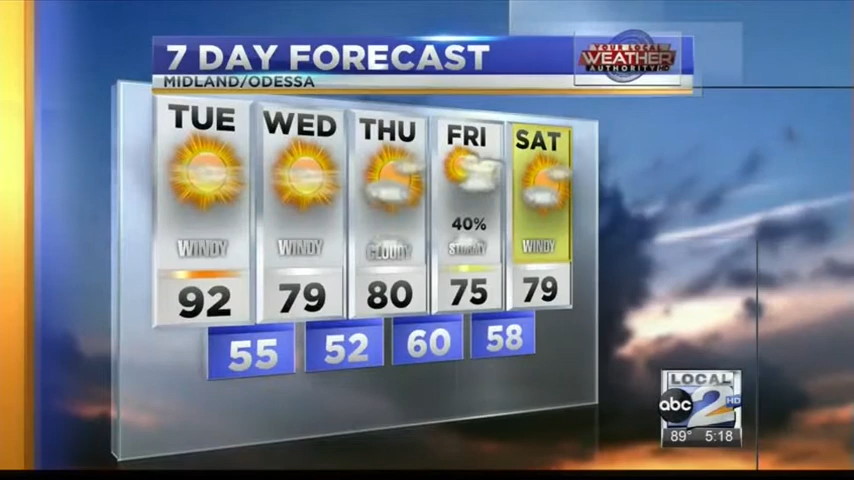 7 DAY FORECAST
MIDLAND/ODESSA
YOUR LOCAL
WEATHER
AUTHORITY
TUE WED THU FRI SAT
40%
WINDY WINDY CLOUDY STORMY WINDY
92 79 80 75 79
55 52 60 58
LOCAL
abc 2 HD
89° 5:18